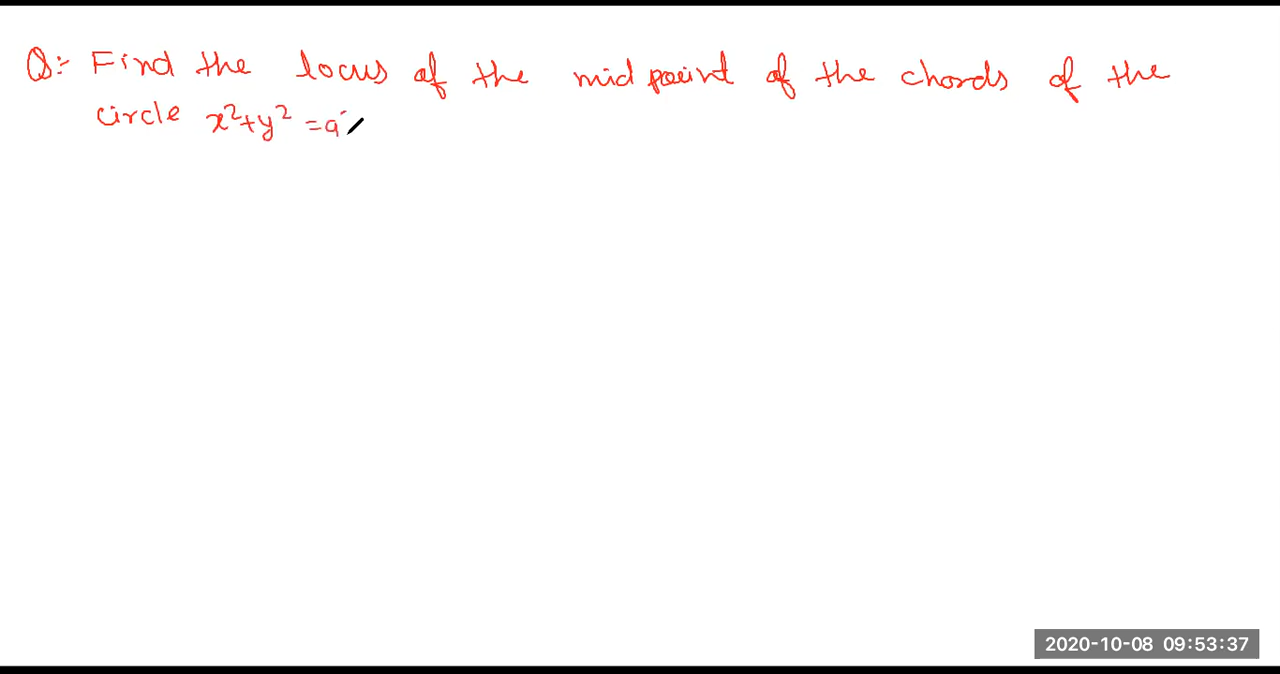 Q:- Find the locus of the mid point of the chords of the
circle x²+y² =a
2020-10-08 09:53:37